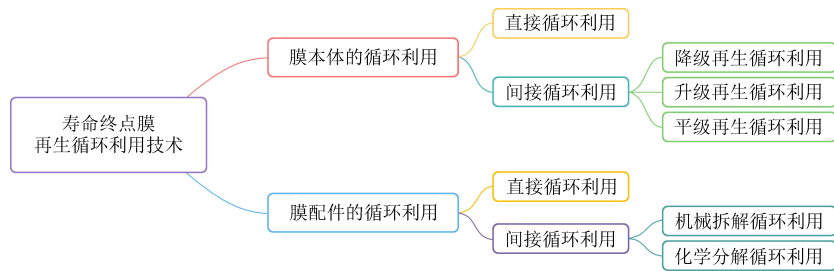 寿命终点膜
再生循环利用技术
膜本体的循环利用
直接循环利用
间接循环利用
降级再生循环利用
升级再生循环利用
平级再生循环利用
膜配件的循环利用
直接循环利用
间接循环利用
机械拆解循环利用
化学分解循环利用